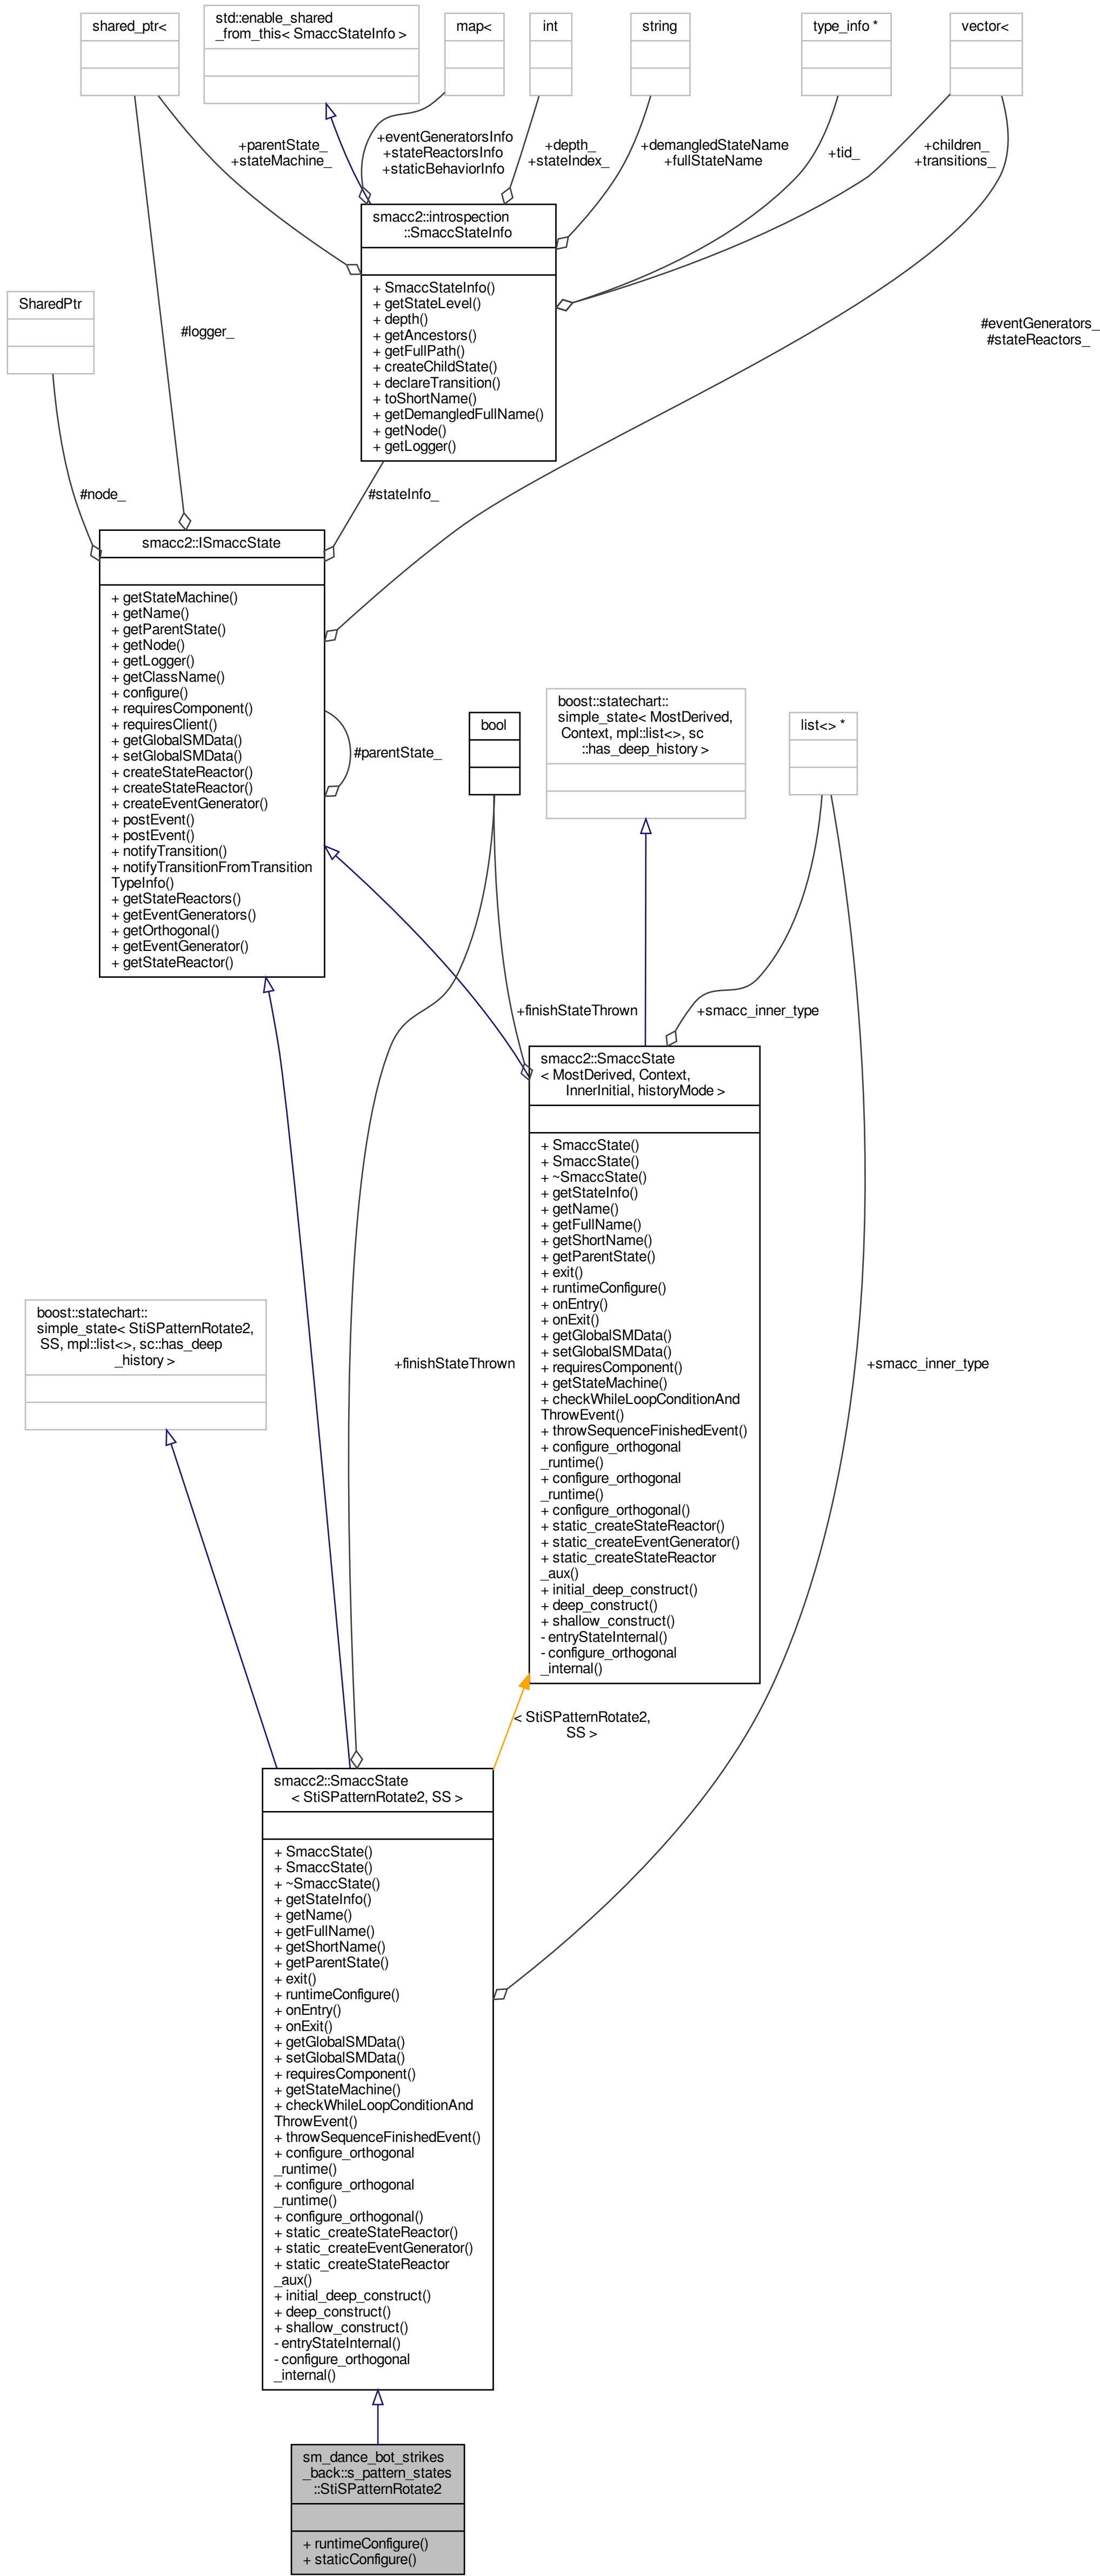 shared_ptr<
std::enable_shared
_from_this< SmaccStateInfo >
map<
int
string
type_info *
vector<
+parentState_
+stateMachine_
+eventGeneratorsInfo
+stateReactorsInfo
+staticBehaviorInfo
+depth_
+stateIndex_
+demangledStateName
+fullStateName
+tid_
+children_
+transitions_
smacc2::introspection
::SmaccStateInfo
+ SmaccStateInfo()
+ getStateLevel()
+ depth()
+ getAncestors()
+ getFullPath()
+ createChildState()
+ declareTransition()
+ toShortName()
+ getDemangledFullName()
+ getNode()
+ getLogger()
SharedPtr
#logger_
#eventGenerators_
#stateReactors_
#node_
#stateInfo_
smacc2::ISmaccState
+ getStateMachine()
+ getName()
+ getParentState()
+ getNode()
+ getLogger()
+ getClassName()
+ configure()
+ requiresComponent()
+ requiresClient()
+ getGlobalSMData()
+ setGlobalSMData()
+ createStateReactor()
+ createStateReactor()
+ createEventGenerator()
+ postEvent()
+ postEvent()
+ notifyTransition()
+ notifyTransitionFromTransition
TypeInfo()
+ getStateReactors()
+ getEventGenerators()
+ getOrthogonal()
+ getEventGenerator()
+ getStateReactor()
#parentState_
bool
boost::statechart::
simple_state< MostDerived,
Context, mpl::list<>, sc
::has_deep_history >
list<> *
+finishStateThrown
+smacc_inner_type
smacc2::SmaccState
< MostDerived, Context,
InnerInitial, historyMode >
+ SmaccState()
+ SmaccState()
+ ~SmaccState()
+ getStateInfo()
+ getName()
+ getFullName()
+ getShortName()
+ getParentState()
+ exit()
+ runtimeConfigure()
+ onEntry()
+ onExit()
+ getGlobalSMData()
+ setGlobalSMData()
+ requiresComponent()
+ getStateMachine()
+ checkWhileLoopConditionAnd
ThrowEvent()
+ throwSequenceFinishedEvent()
+ configure_orthogonal
_runtime()
+ configure_orthogonal
_runtime()
+ configure_orthogonal()
+ static_createStateReactor()
+ static_createEventGenerator()
+ static_createStateReactor
_aux()
+ initial_deep_construct()
+ deep_construct()
+ shallow_construct()
- entryStateInternal()
- configure_orthogonal
_internal()
boost::statechart::
simple_state< StiSPatternRotate2,
SS, mpl::list<>, sc::has_deep
_history >
+finishStateThrown
+smacc_inner_type
< StiSPatternRotate2,
SS >
smacc2::SmaccState
< StiSPatternRotate2, SS >
+ SmaccState()
+ SmaccState()
+ ~SmaccState()
+ getStateInfo()
+ getName()
+ getFullName()
+ getShortName()
+ getParentState()
+ exit()
+ runtimeConfigure()
+ onEntry()
+ onExit()
+ getGlobalSMData()
+ setGlobalSMData()
+ requiresComponent()
+ getStateMachine()
+ checkWhileLoopConditionAnd
ThrowEvent()
+ throwSequenceFinishedEvent()
+ configure_orthogonal
_runtime()
+ configure_orthogonal
_runtime()
+ configure_orthogonal()
+ static_createStateReactor()
+ static_createEventGenerator()
+ static_createStateReactor
_aux()
+ initial_deep_construct()
+ deep_construct()
+ shallow_construct()
- entryStateInternal()
- configure_orthogonal
_internal()
sm_dance_bot_strikes
_back::s_pattern_states
::StiSPatternRotate2
+ runtimeConfigure()
+ staticConfigure()